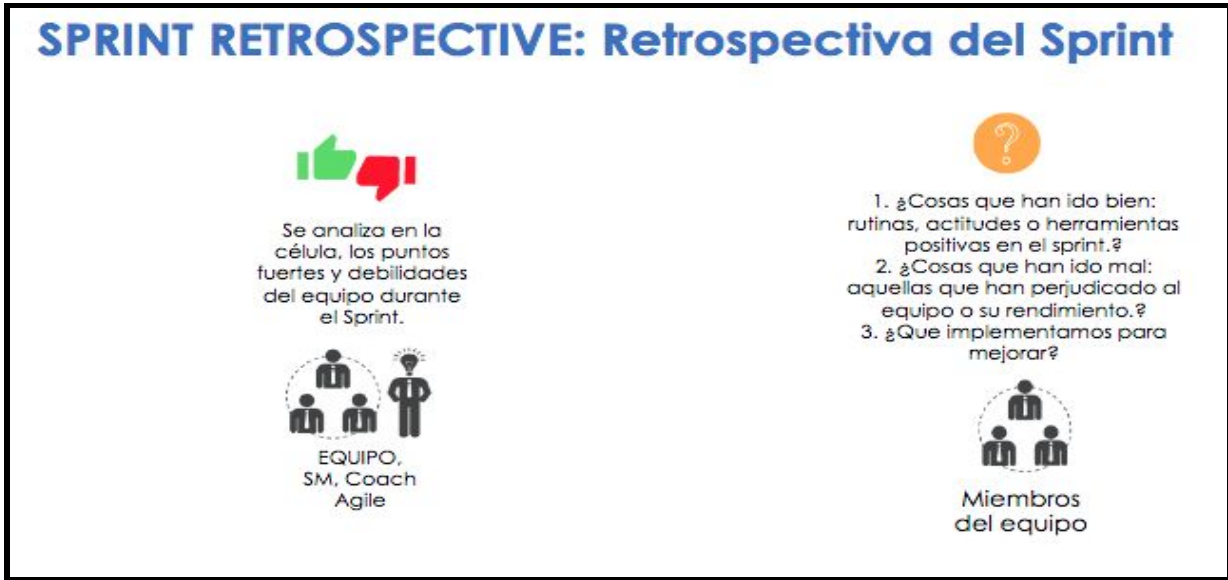 SPRINT RETROSPECTIVE: Retrospectiva del Sprint
Se analiza en la
célula, los puntos
fuertes y debilidades
del equipo durante
el Sprint.
EQUIPO,
SM, Coach
Agile
?
1. ¿Cosas que han ido bien:
rutinas, actitudes o herramientas
positivas en el sprint.?
2. ¿Cosas que han ido mal:
aquellas que han perjudicado al
equipo o su rendimiento.?
3. ¿Que implementamos para
mejorar?
Miembros
del equipo